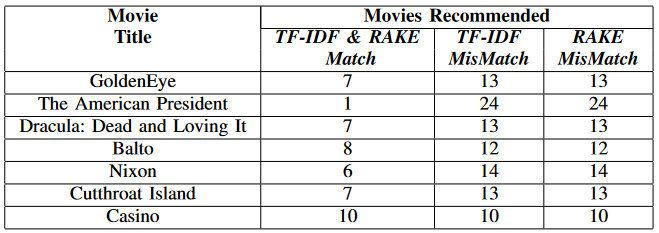 Movie Title Movies Recommended
TF-IDF & RAKE Match TF-IDF MisMatch RAKE MisMatch
GoldenEye 7 13 13
The American President 1 24 24
Dracula: Dead and Loving It 7 13 13
Balto 8 12 12
Nixon 6 14 14
Cutthroat Island 7 13 13
Casino 10 10 10